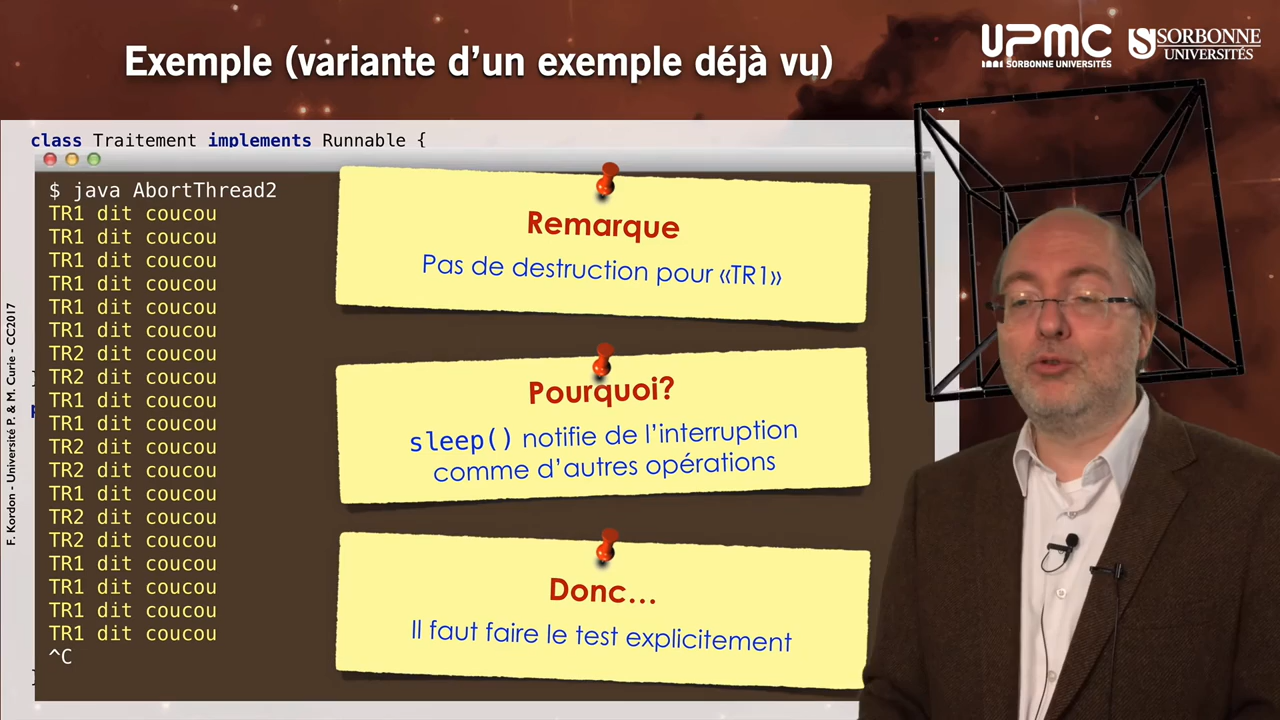 Exemple (variante d'un exemple déjà vu)
UPMC
SORBONNE UNIVERSITÉS
SORBONNE
UNIVERSITÉS
class Traitement implements Runnable {
$ java AbortThread2
TR1 dit coucou
TR1 dit coucou
TR1 dit coucou
TR1 dit coucou
TR1 dit coucou
TR1 dit coucou
TR2 dit coucou
TR2 dit coucou
TR1 dit coucou
TR1 dit coucou
TR2 dit coucou
TR2 dit coucou
TR1 dit coucou
TR2 dit coucou
TR2 dit coucou
TR1 dit coucou
TR1 dit coucou
TR1 dit coucou
TR1 dit coucou
^C
Remarque
Pas de destruction pour «TR1»
Pourquoi?
sleep() notifie de l'interruption
comme d'autres opérations
Donc...
Il faut faire le test explicitement
F. Kordon - Université P. & M. Curie - CC2017